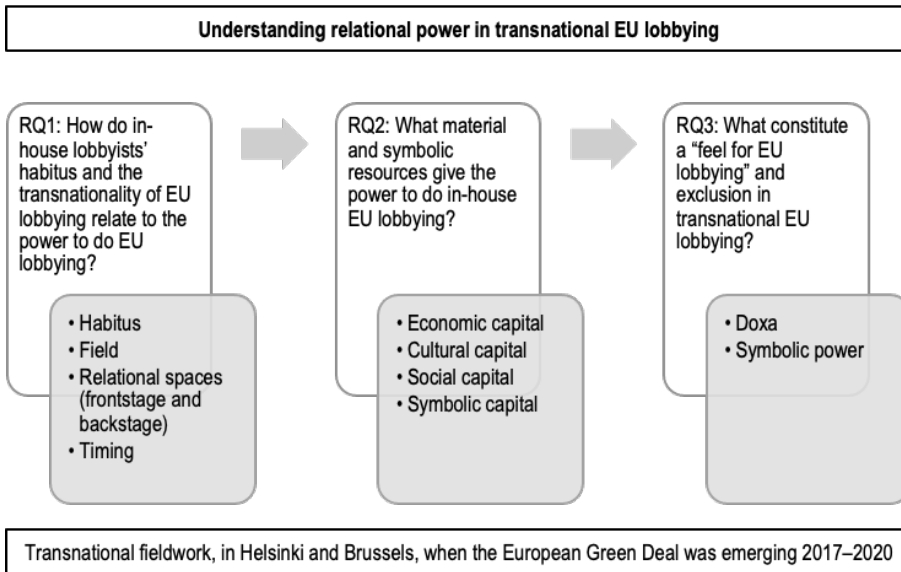 Understanding relational power in transnational EU lobbying
RQ1: How do in-
house lobbyists'
habitus and the
transnationality of EU
lobbying relate to the
power to do EU
lobbying?
• Habitus
• Field
• Relational spaces
(frontstage and
backstage)
• Timing
RQ2: What material
and symbolic
resources give the
power to do in-house
EU lobbying?
• Economic capital
• Cultural capital
• Social capital
• Symbolic capital
RQ3: What constitute
a “feel for EU
lobbying” and
exclusion in
transnational EU
lobbying?
• Doxa
• Symbolic power
Transnational fieldwork, in Helsinki and Brussels, when the European Green Deal was emerging 2017–2020